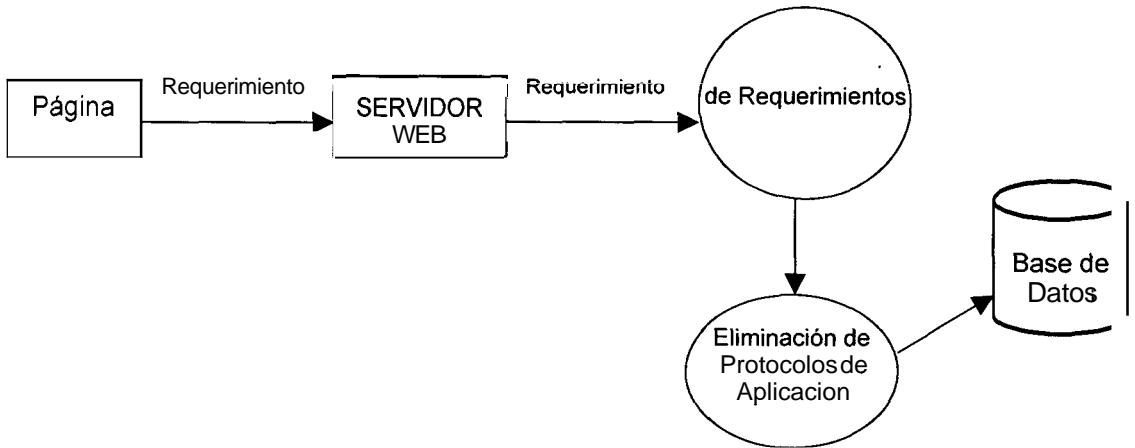 Página
Requerimiento
SERVIDOR
WEB
Requerimiento
de Requerimientos
Eliminación de
Protocolos de
Aplicacion
Base de
Datos